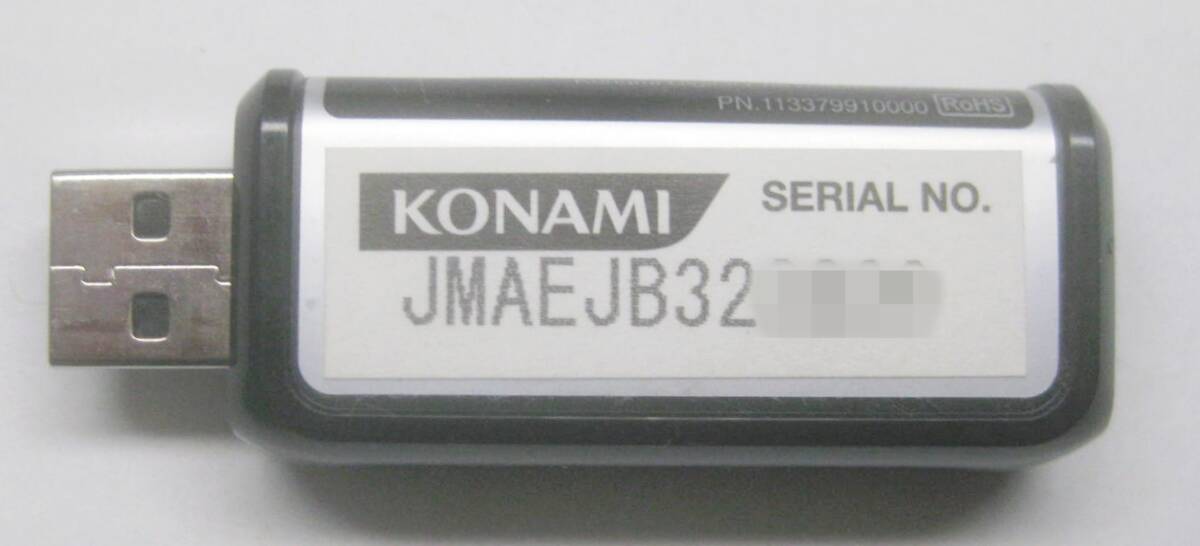 PN.113379910000 RoHS
KONAMI SERIAL NO.
JMAEJB32